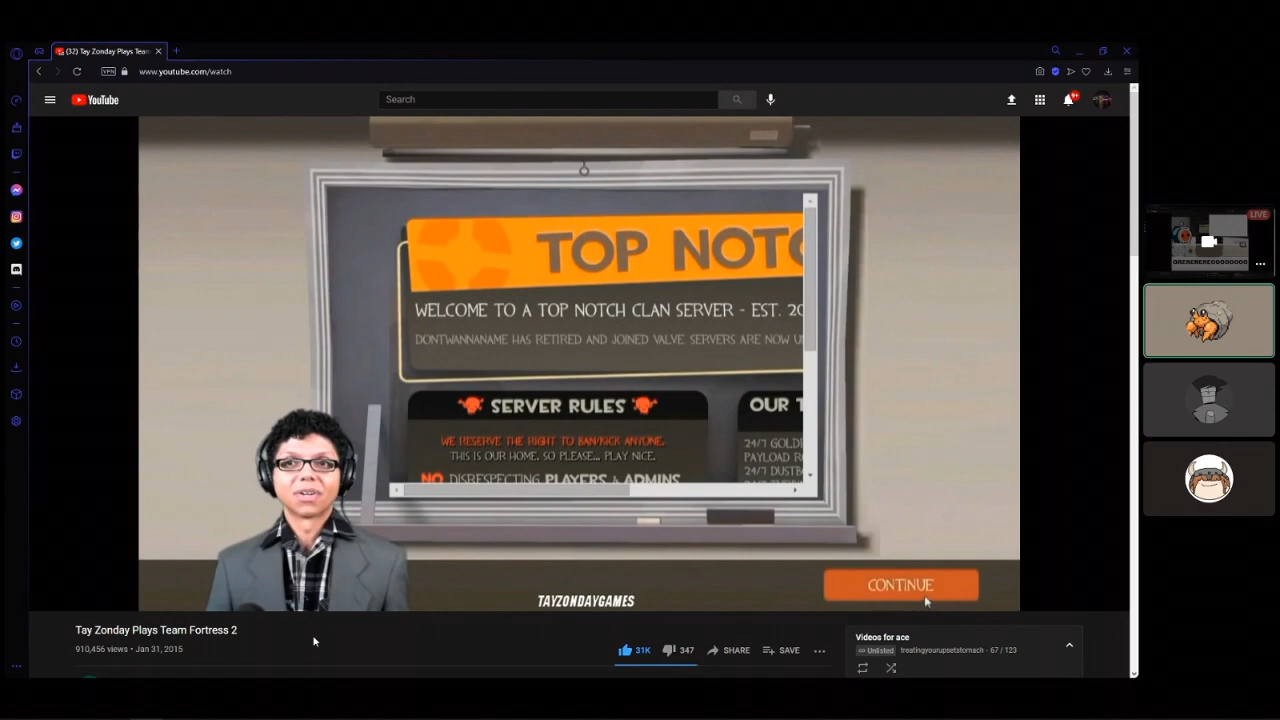 (32) Tay Zonday Plays Team
VPN
www.youtube.com/watch
YouTube
Search
9+
TOP NOTC
WELCOME TO A TOP NOTCH CLAN SERVER - EST. 20
DONTWANNANAME HAS RETIRED AND JOINED VALVE SERVERS ARE NOW U
SERVER RULES
OUR T
WE RESERVE THE RIGHT TO BAN/KICK ANYONE.
THIS IS OUR HOME. SO PLEASE... PLAY NICE.
NO DISRESPECTING PLAYERS & ADMINS
24/7 GOLD
PAYLOAD R
24/7 DUSTB
CONTINUE
TAYZONDAYGAMES
Tay Zonday Plays Team Fortress 2
910,456 views • Jan 31, 2015
31K
347
SHARE
SAVE
Videos for ace
Unlisted
treatingyourupsetstomach - 67 / 123
LIVE